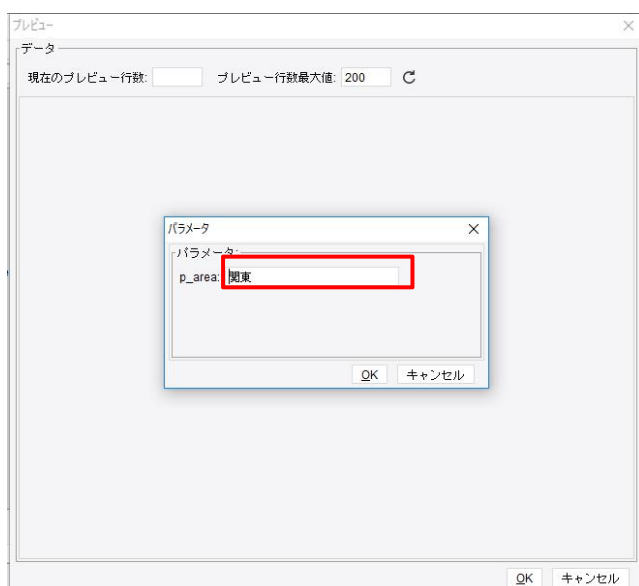 プレビュー
データ
現在のプレビュー行数: プレビュー行数最大値: 200
パラメータ
パラメータ:
p_area: 関東
OK キャンセル
OK キャンセル